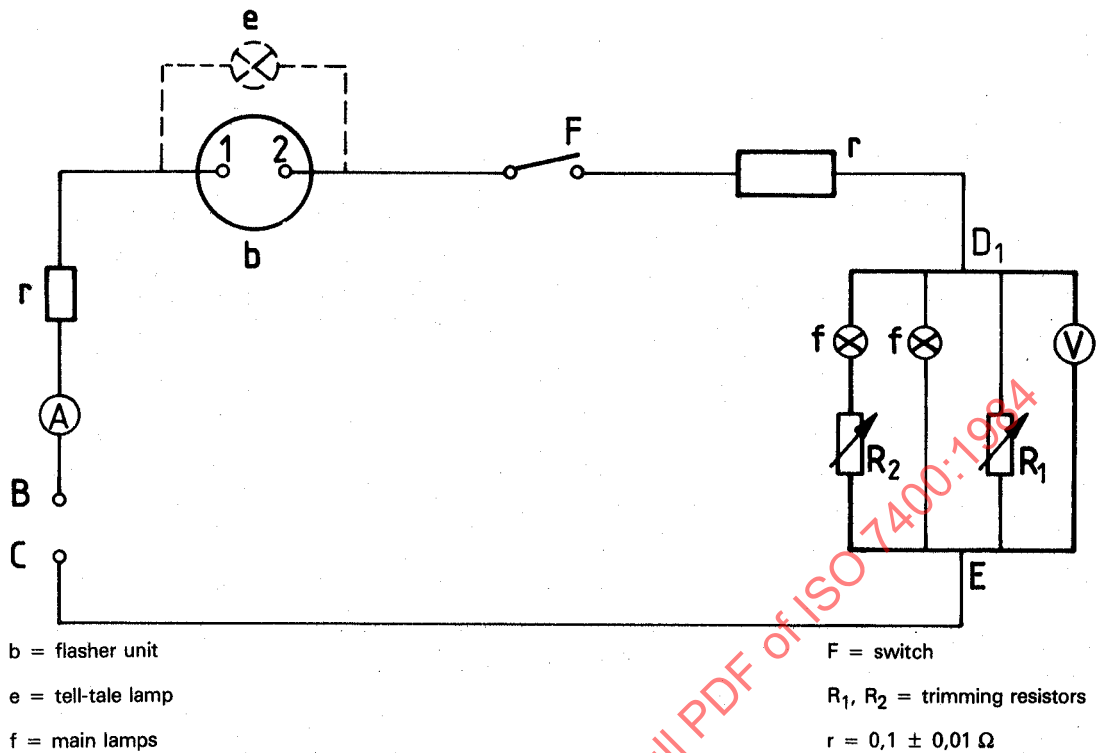 e
1 2
b
F
r
D₁
r
f
f
V
R₂
R₁
A
B
C
E
ll PDF of ISO 7400:1984
b = flasher unit
e = tell-tale lamp
f = main lamps
F = switch
R₁, R₂ = trimming resistors
r = 0,1 ± 0,01 Ω